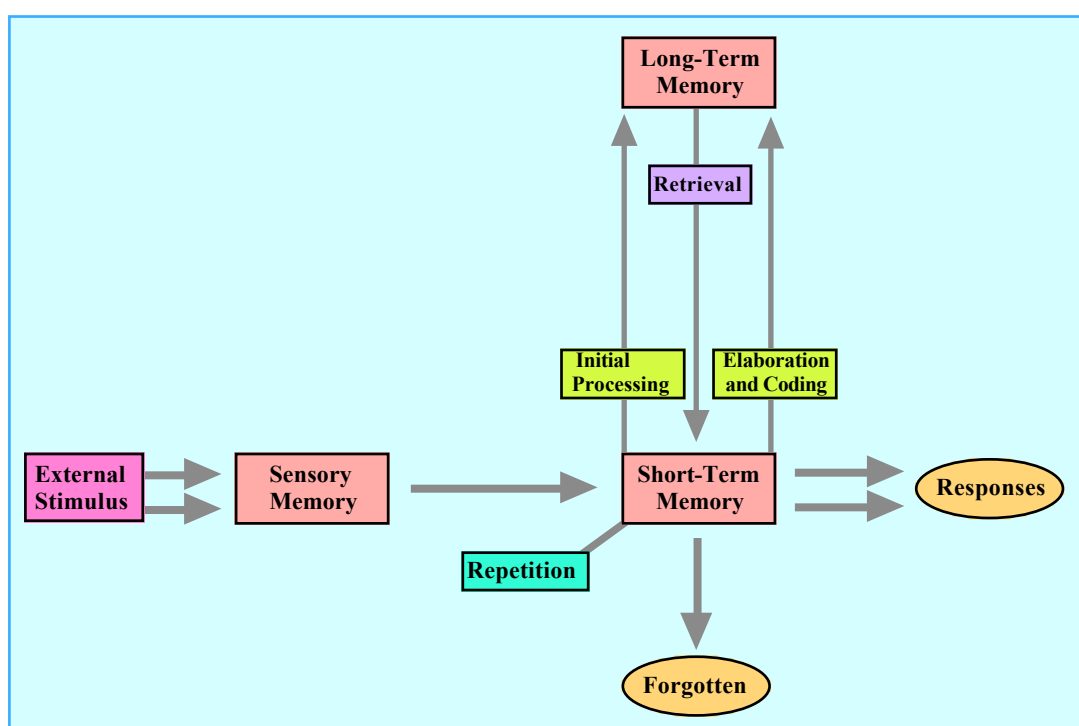 Long-Term
Memory
Retrieval
Initial
Processing
Elaboration
and Coding
External
Stimulus
Sensory
Memory
Short-Term
Memory
Responses
Repetition
Forgotten